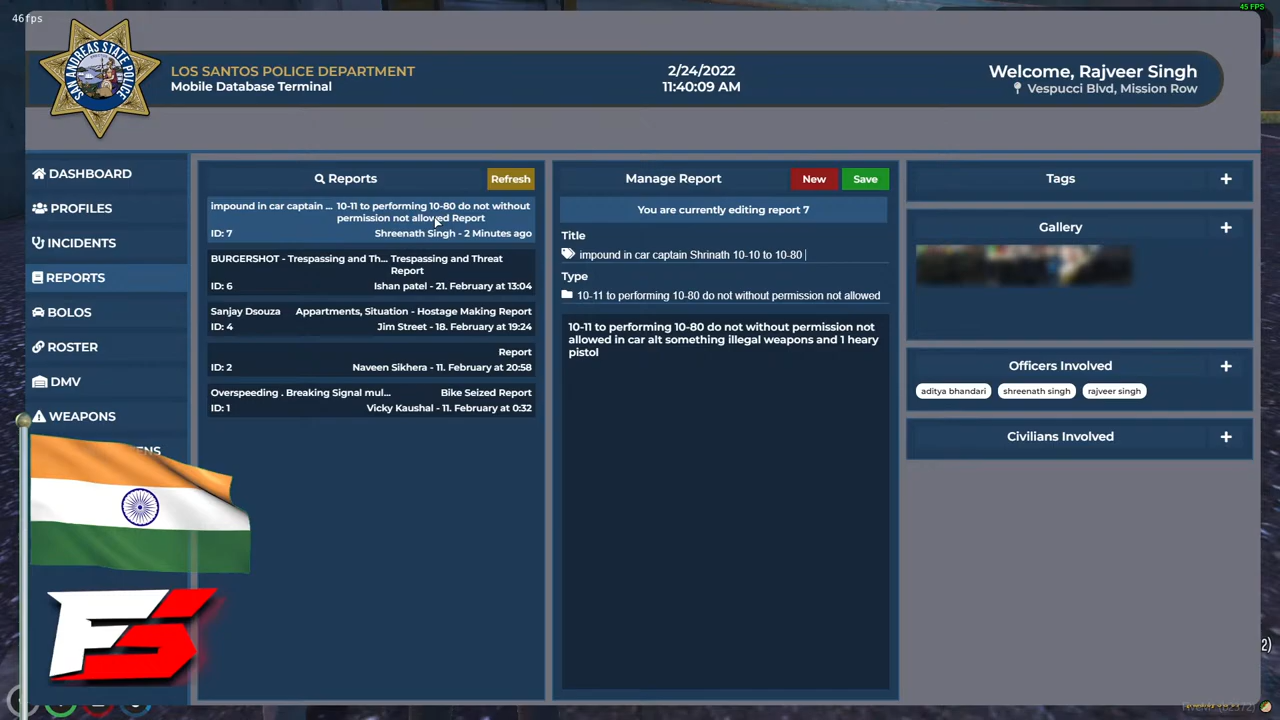 46fps
45 FPS
LOS SANTOS POLICE DEPARTMENT
Mobile Database Terminal
2/24/2022
11:40:09 AM
Welcome, Rajveer Singh
Vespucci Blvd, Mission Row
SAN ANDREAS STATE POLICE
DASHBOARD
PROFILES
INCIDENTS
REPORTS
BOLOS
ROSTER
DMV
WEAPONS
ENS
FS
Reports
Refresh
impound in car captain ... 10-11 to performing 10-80 do not without
permission not allowed Report
ID: 7 Shreenath Singh - 2 Minutes ago
BURGERSHOT - Trespassing and Th... Trespassing and Threat
Report
ID: 6 Ishan patel - 21. February at 13:04
Sanjay Dsouza Appartments, Situation - Hostage Making Report
ID: 4 Jim Street - 18. February at 19:24
Report
ID: 2 Naveen Sikhera - 11. February at 20:58
Overspeeding . Breaking Signal mul... Bike Seized Report
ID: 1 Vicky Kaushal - 11. February at 0:32
Manage Report
New
Save
You are currently editing report 7
Title
impound in car captain Shrinath 10-10 to 10-80
Type
10-11 to performing 10-80 do not without permission not allowed
10-11 to performing 10-80 do not without permission not
allowed in car alt something illegal weapons and 1 heary
pistol
Tags +
Gallery +
Officers Involved +
aditya bhandari shreenath singh rajveer singh
Civilians Involved +
2)